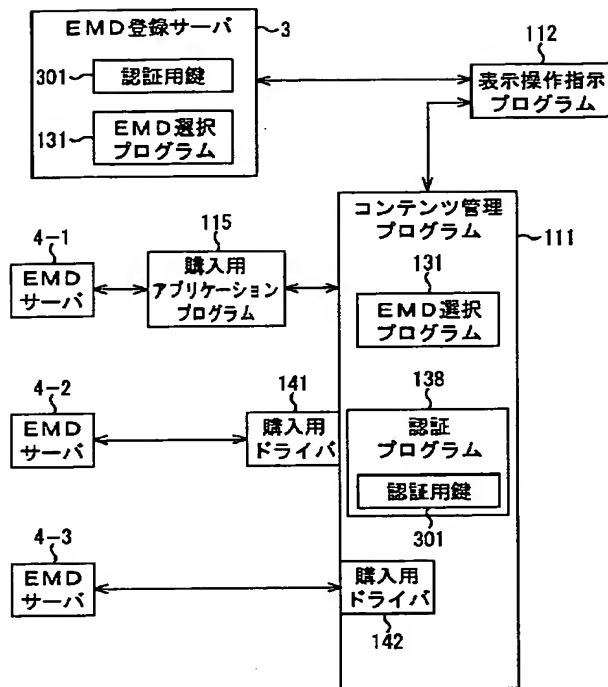 EMD登録サーバ
3
301
認証用鍵
131
EMD選択
プログラム
112
表示操作指示
プログラム
コンテンツ管理
プログラム
111
4-1
EMD
サーバ
115
購入用
アプリケーション
プログラム
131
EMD選択
プログラム
4-2
EMD
サーバ
141
購入用
ドライバ
138
認証
プログラム
認証用鍵
301
4-3
EMD
サーバ
購入用
ドライバ
142